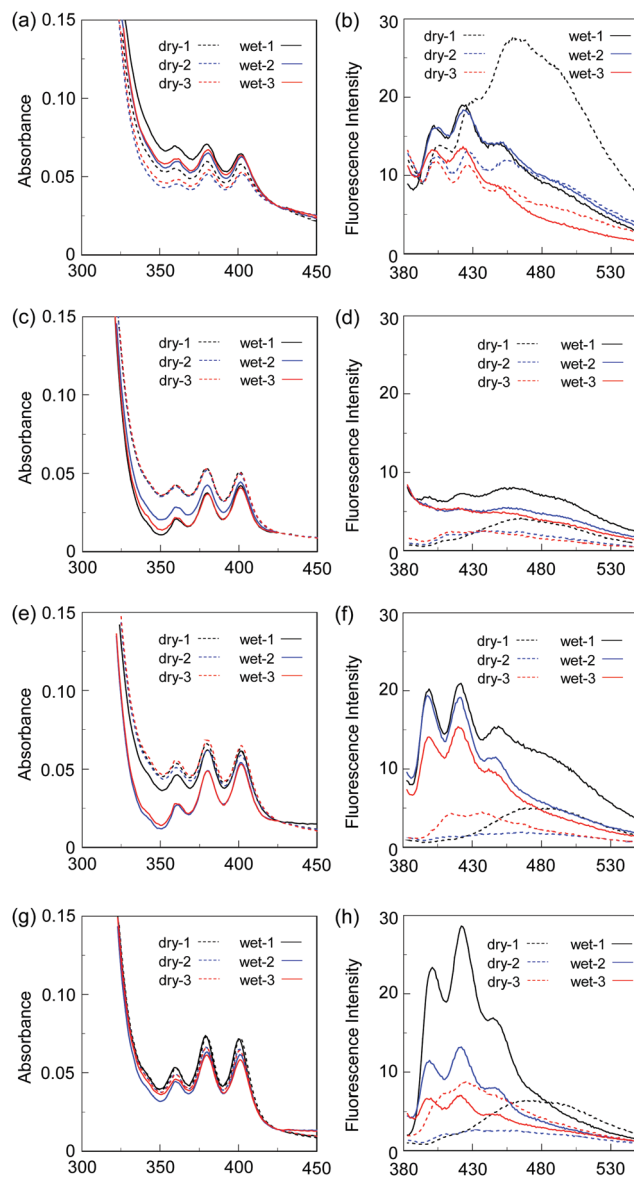 (a)
0.15
0.10
0.05
0
Absorbance
dry-1 wet-1
dry-2 wet-2
dry-3 wet-3
300 350 400 450
(b)
30
20
10
0
Fluorescence Intensity
dry-1 wet-1
dry-2 wet-2
dry-3 wet-3
380 430 480 530
(c)
0.15
0.10
0.05
0
Absorbance
dry-1 wet-1
dry-2 wet-2
dry-3 wet-3
300 350 400 450
(d)
30
20
10
0
Fluorescence Intensity
dry-1 wet-1
dry-2 wet-2
dry-3 wet-3
380 430 480 530
(e)
0.15
0.10
0.05
0
Absorbance
dry-1 wet-1
dry-2 wet-2
dry-3 wet-3
300 350 400 450
(f)
30
20
10
0
Fluorescence Intensity
dry-1 wet-1
dry-2 wet-2
dry-3 wet-3
380 430 480 530
(g)
0.15
0.10
0.05
0
Absorbance
dry-1 wet-1
dry-2 wet-2
dry-3 wet-3
300 350 400 450
(h)
30
20
10
0
Fluorescence Intensity
dry-1 wet-1
dry-2 wet-2
dry-3 wet-3
380 430 480 530